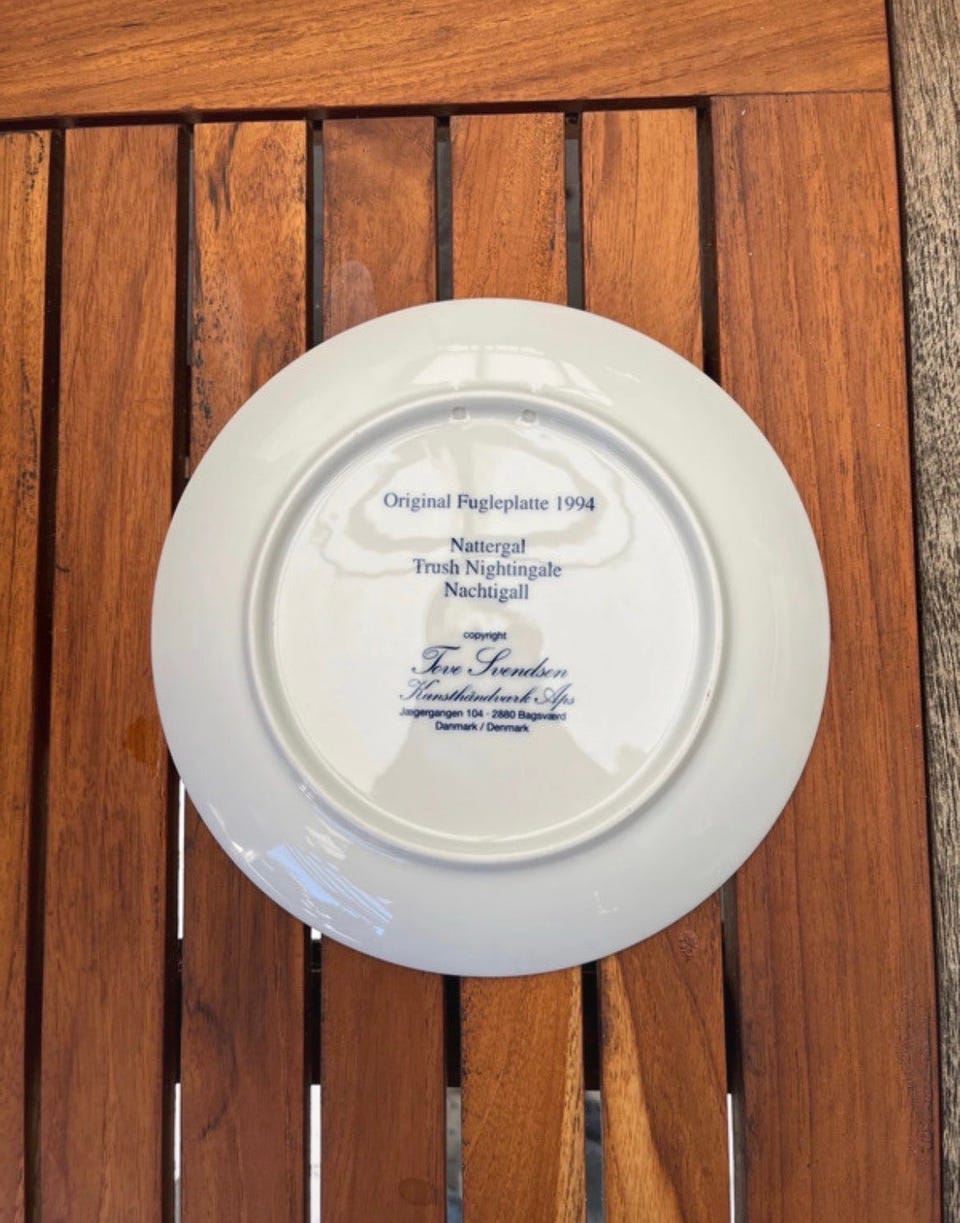 Original Fugleplatte 1994
Nattergal
Trush Nightingale
Nachtigall
copyright
Tove Svendsen
Kunsthåndværk Aps
Jægergangen 104 - 2880 Bagsværd
Danmark / Denmark